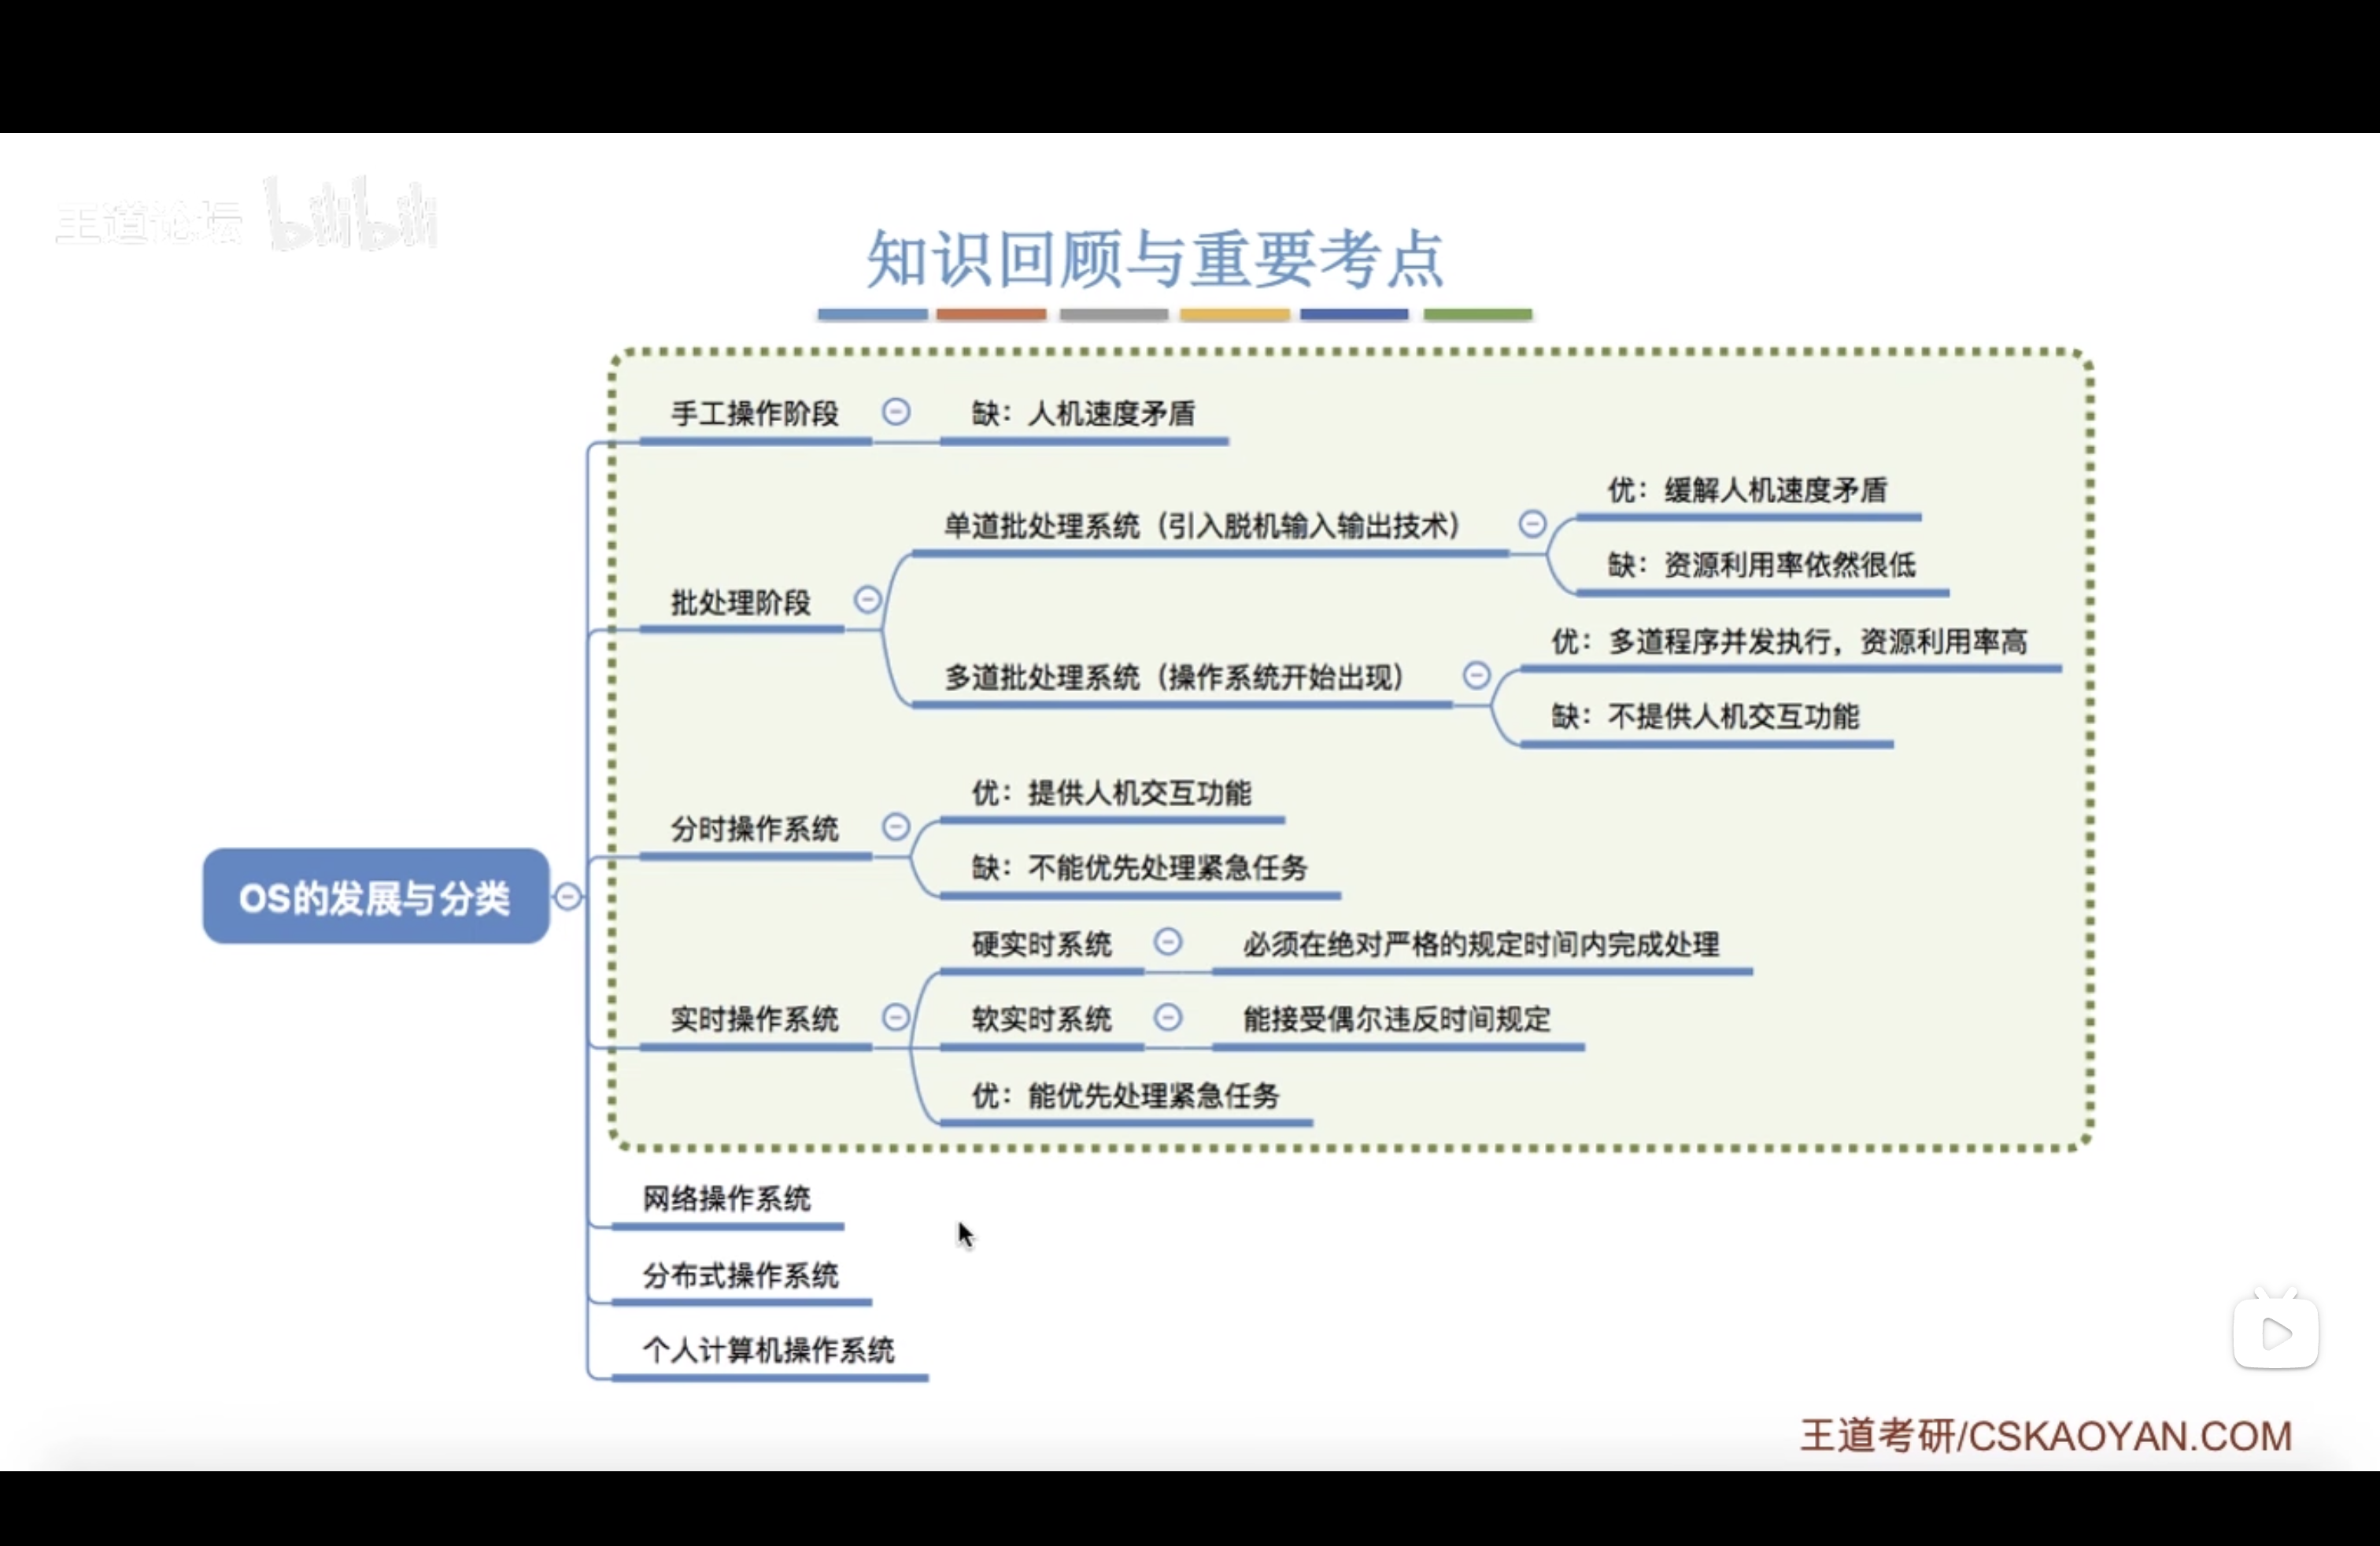 王道论坛 bilibili
知识回顾与重要考点
OS的发展与分类
手工操作阶段
缺：人机速度矛盾
批处理阶段
单道批处理系统（引入脱机输入输出技术）
优：缓解人机速度矛盾
缺：资源利用率依然很低
多道批处理系统（操作系统开始出现）
优：多道程序并发执行，资源利用率高
缺：不提供人机交互功能
分时操作系统
优：提供人机交互功能
缺：不能优先处理紧急任务
实时操作系统
硬实时系统
必须在绝对严格的规定时间内完成处理
软实时系统
能接受偶尔违反时间规定
优：能优先处理紧急任务
网络操作系统
分布式操作系统
个人计算机操作系统
王道考研/CSKAOYAN.COM